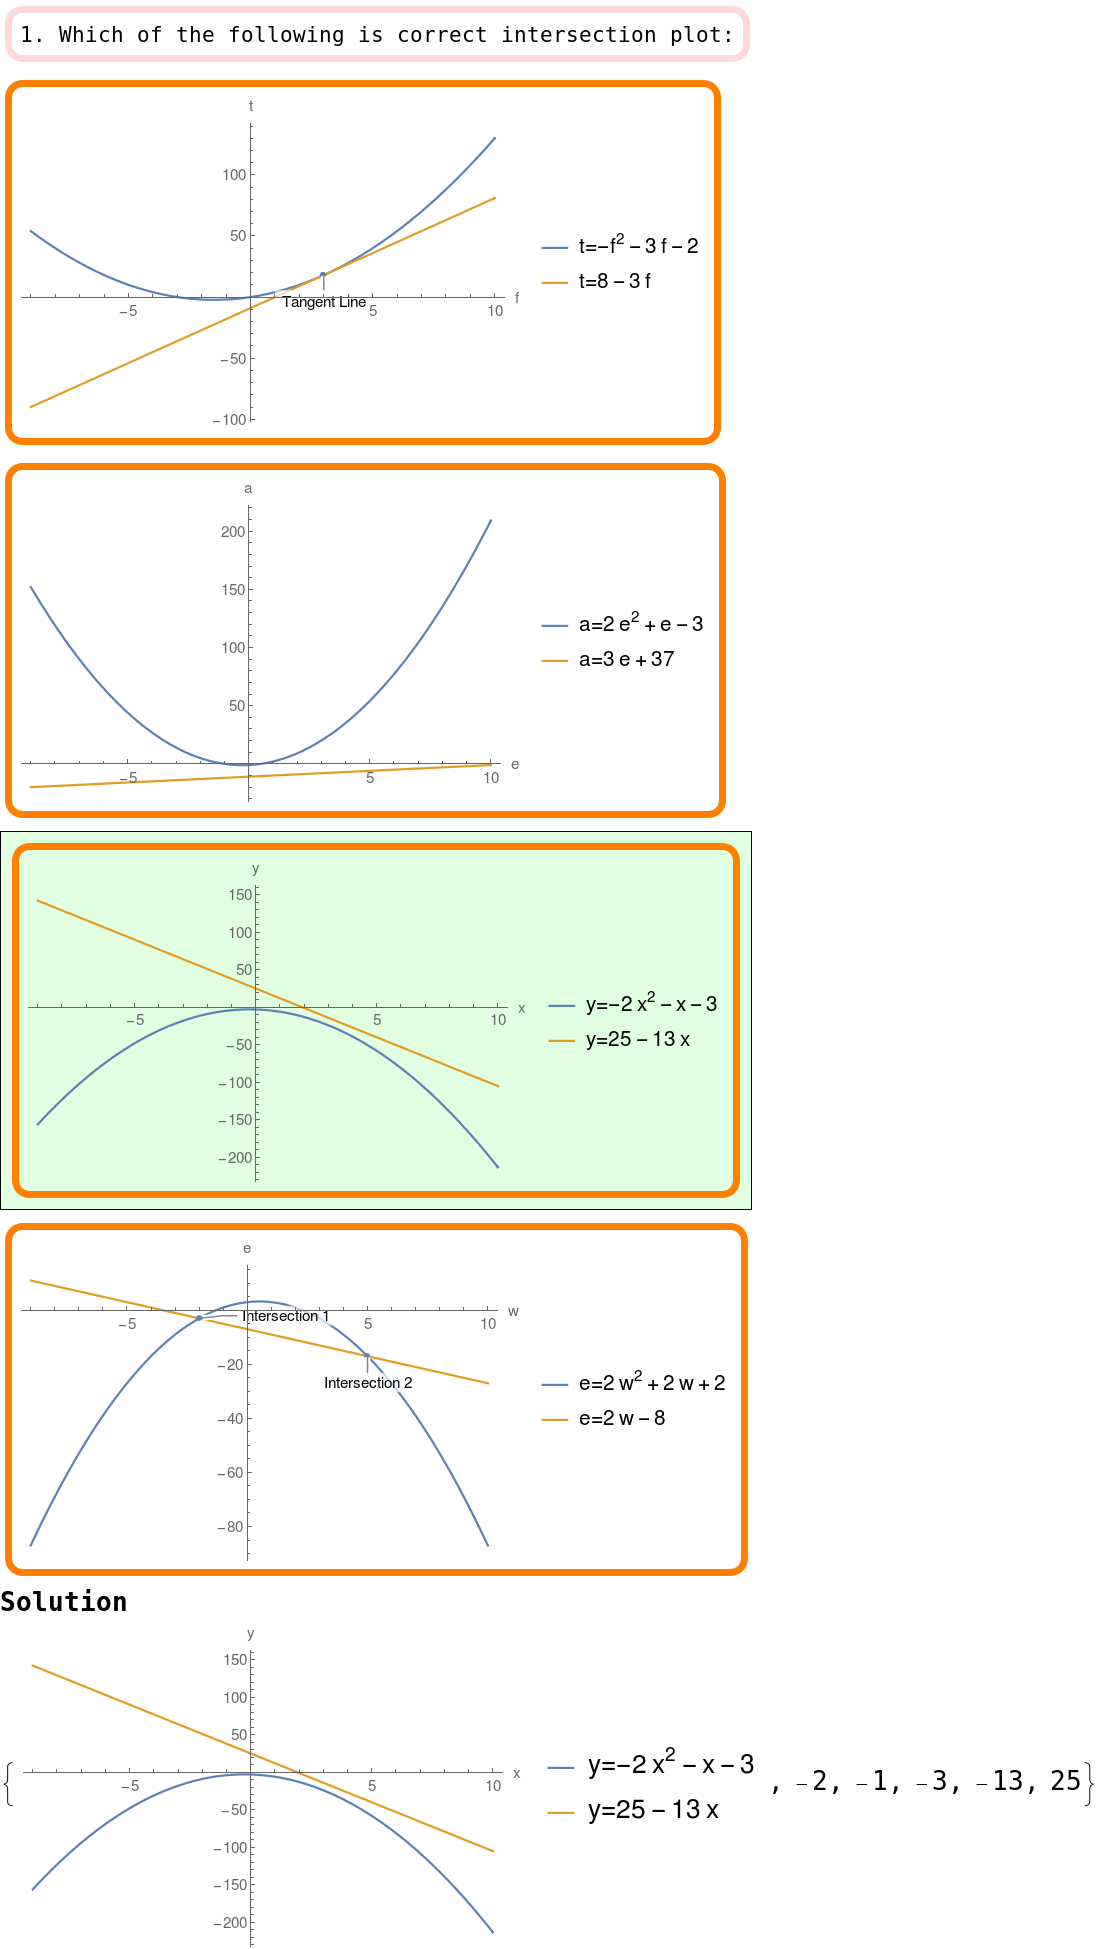 1. Which of the following is correct intersection plot:
t
100
50
−5
5
10
f
Tangent Line
−50
−100
t=−f² − 3 f − 2
t=8 − 3 f
a
200
150
100
50
−5
5
10
e
a=2 e² + e − 3
a=3 e + 37
y
150
100
50
−5
5
10
x
−50
−100
−150
−200
y=−2 x² − x − 3
y=25 − 13 x
e
−5
5
10
w
Intersection 1
−20
Intersection 2
−40
−60
−80
e=2 w² + 2 w + 2
e=2 w − 8
Solution
y
150
100
50
−5
5
10
x
−50
−100
−150
−200
y=−2 x² − x − 3
y=25 − 13 x
{ , −2, −1, −3, −13, 25}